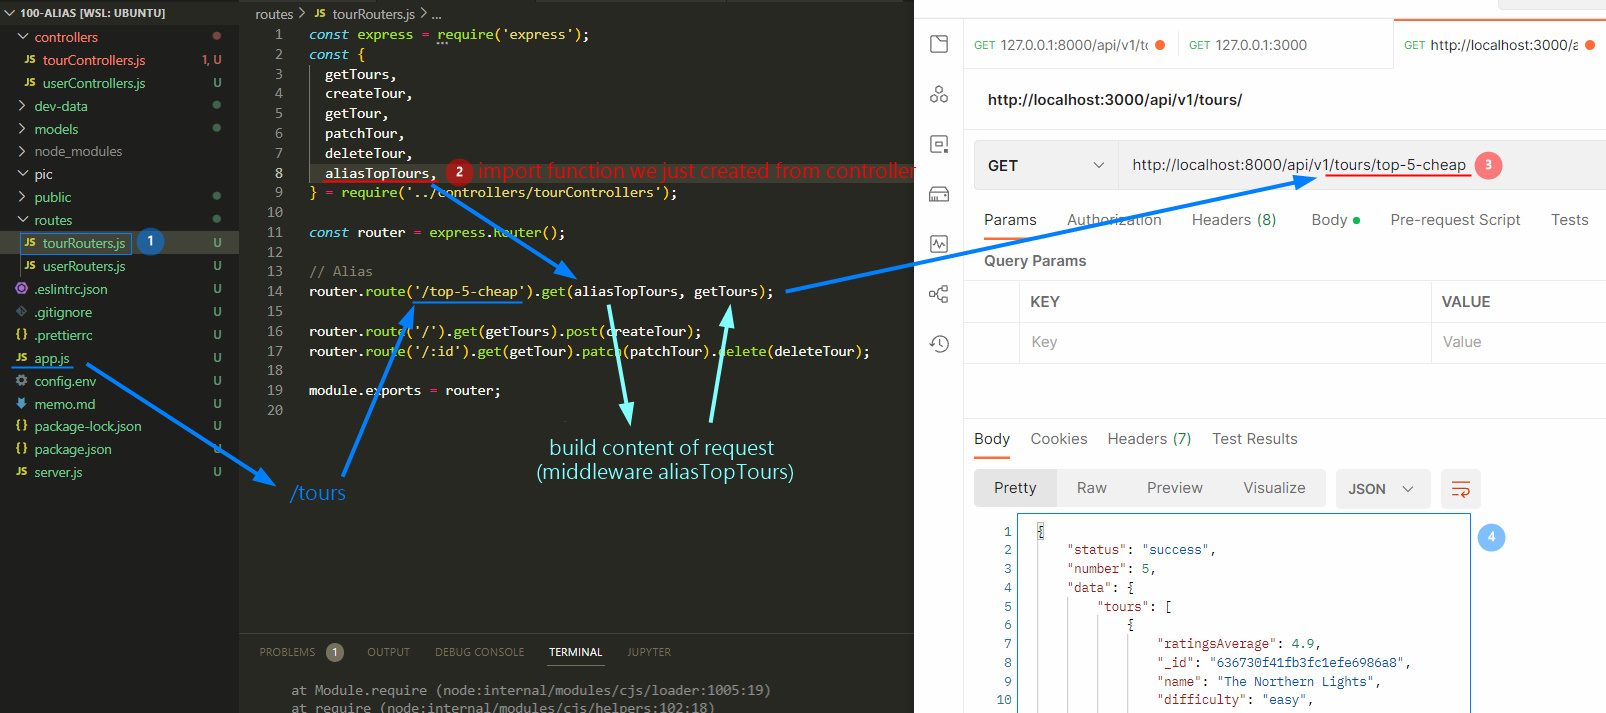 100-ALIAS [WSL: UBUNTU]
controllers
JS tourControllers.js 1, U
JS userControllers.js U
dev-data
models
node_modules
pic
public
routes
JS tourRouters.js 1 U
JS userRouters.js U
.eslintrc.json U
.gitignore U
{} .prettierrc U
JS app.js U
config.env U
memo.md U
{} package-lock.json U
{} package.json U
JS server.js U
/tours
routes > JS tourRouters.js > ...
1 const express = require('express');
2 const {
3 getTours,
4 createTour,
5 getTour,
6 patchTour,
7 deleteTour,
8 aliasTopTours, 2 import function we just created from controller
9 } = require('../controllers/tourControllers');
10
11 const router = express.Router();
12
13 // Alias
14 router.route('/top-5-cheap').get(aliasTopTours, getTours);
15
16 router.route('/').get(getTours).post(createTour);
17 router.route('/:id').get(getTour).patch(patchTour).delete(deleteTour);
18
19 module.exports = router;
20
build content of request
(middleware aliasTopTours)
PROBLEMS 1 OUTPUT DEBUG CONSOLE TERMINAL JUPYTER
at Module.require (node:internal/modules/cjs/loader:1005:19)
at require (node:internal/modules/cjs/helpers:102:18)
GET 127.0.0.1:8000/api/v1/to GET 127.0.0.1:3000 GET http://localhost:3000/a
http://localhost:3000/api/v1/tours/
GET http://localhost:8000/api/v1/tours/top-5-cheap 3
Params Authorization Headers (8) Body Pre-request Script Tests
Query Params
KEY VALUE
Key Value
Body Cookies Headers (7) Test Results
Pretty Raw Preview Visualize JSON
1 {
2 "status": "success",
3 "number": 5,
4 "data": {
5 "tours": [
6 {
7 "ratingsAverage": 4.9,
8 "_id": "636730f41fb3fc1efe6986a8",
9 "name": "The Northern Lights",
10 "difficulty": "easy",
4